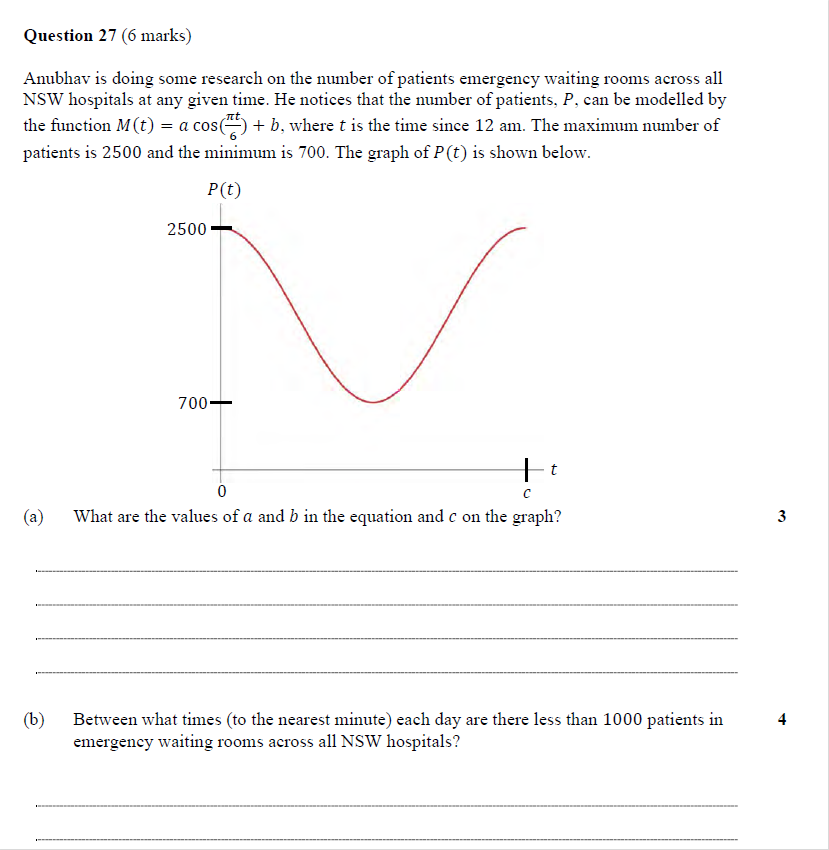 Question 27 (6 marks)
Anubhav is doing some research on the number of patients emergency waiting rooms across all
NSW hospitals at any given time. He notices that the number of patients, P, can be modelled by
the function M(t) = a cos(πt/6) + b, where t is the time since 12 am. The maximum number of
patients is 2500 and the minimum is 700. The graph of P(t) is shown below.
P(t)
2500
700
t
0
c
(a) What are the values of a and b in the equation and c on the graph? 3
(b) Between what times (to the nearest minute) each day are there less than 1000 patients in 4
emergency waiting rooms across all NSW hospitals?